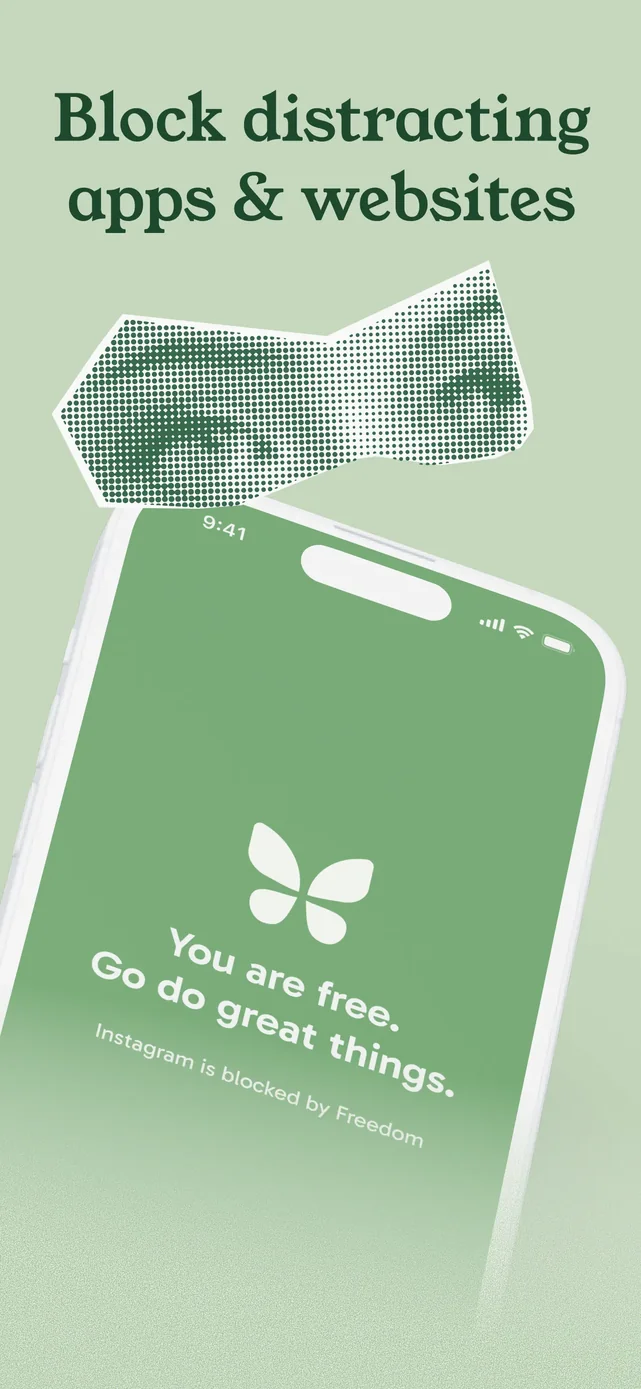 Block distracting
apps & websites
9:41
You are free.
Go do great things.
Instagram is blocked by Freedom